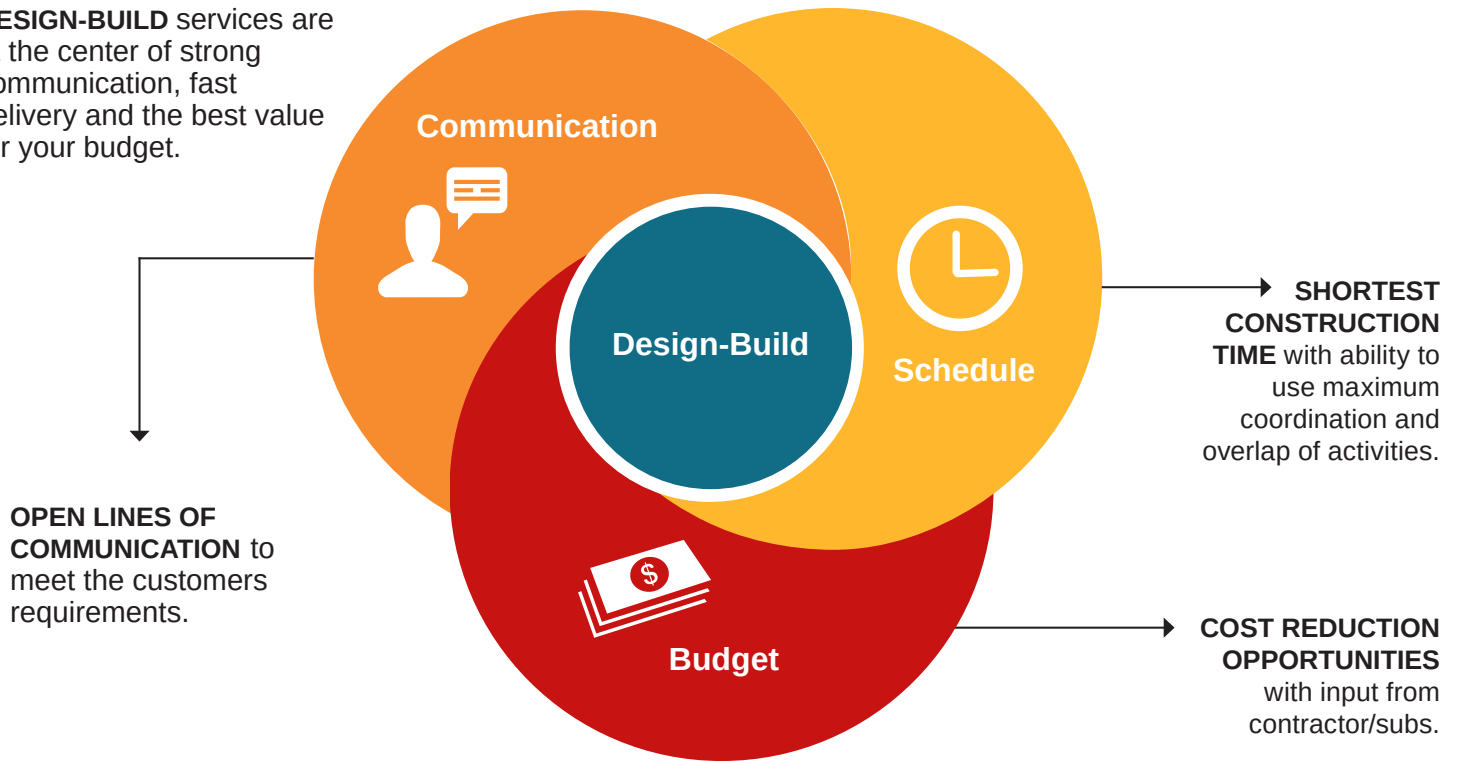 ESIGN-BUILD services are
the center of strong
ommunication, fast
elivery and the best value
r your budget.
Communication
Design-Build
Schedule
$
Budget
SHORTEST
CONSTRUCTION
TIME with ability to
use maximum
coordination and
overlap of activities.
OPEN LINES OF
COMMUNICATION to
meet the customers
requirements.
COST REDUCTION
OPPORTUNITIES
with input from
contractor/subs.